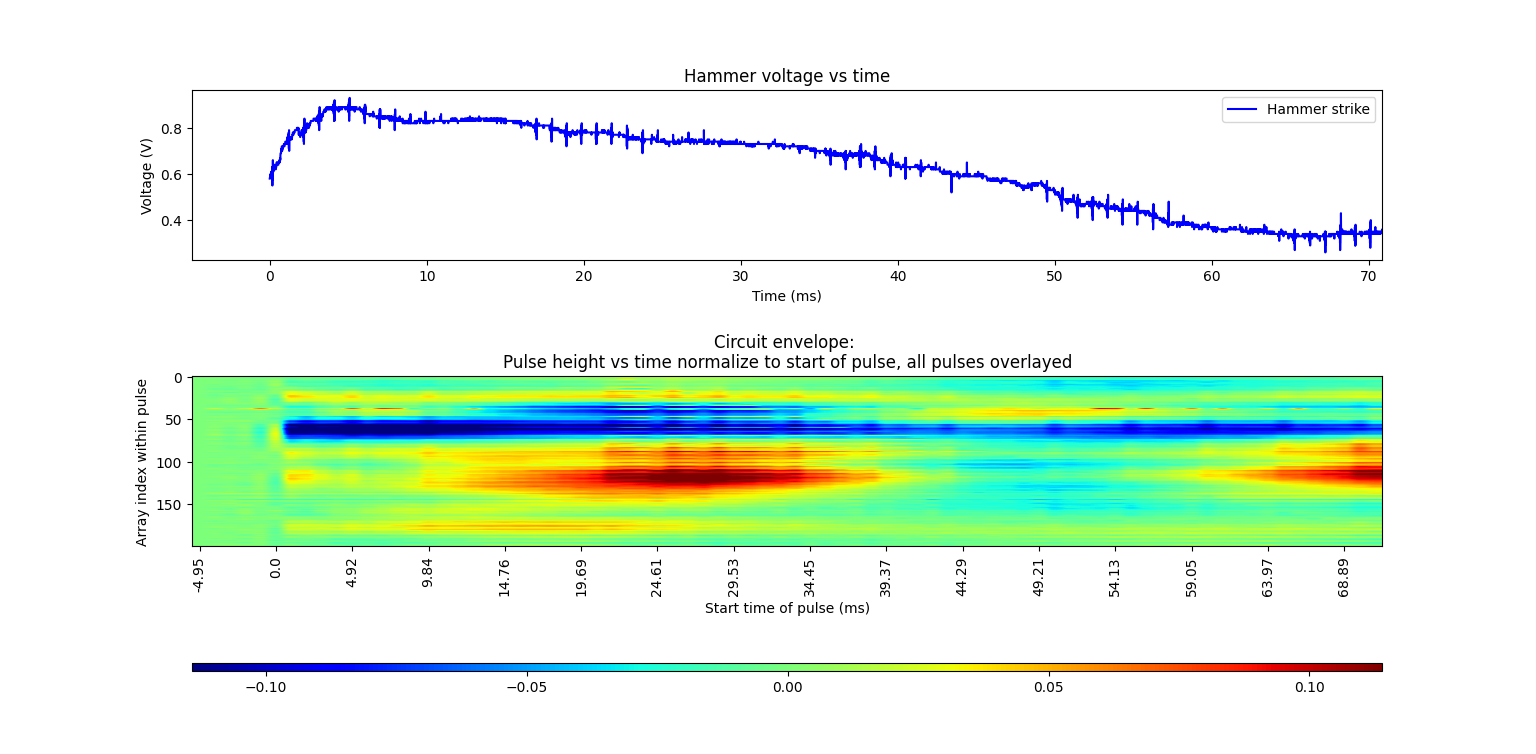 Hammer voltage vs time
Hammer strike
Voltage (V)
0.8
0.6
0.4
0 10 20 30 40 50 60 70
Time (ms)
Circuit envelope:
Pulse height vs time normalize to start of pulse, all pulses overlayed
Array index within pulse
0
50
100
150
-4.95 0.0 4.92 9.84 14.76 19.69 24.61 29.53 34.45 39.37 44.29 49.21 54.13 59.05 63.97 68.89
Start time of pulse (ms)
−0.10 −0.05 0.00 0.05 0.10